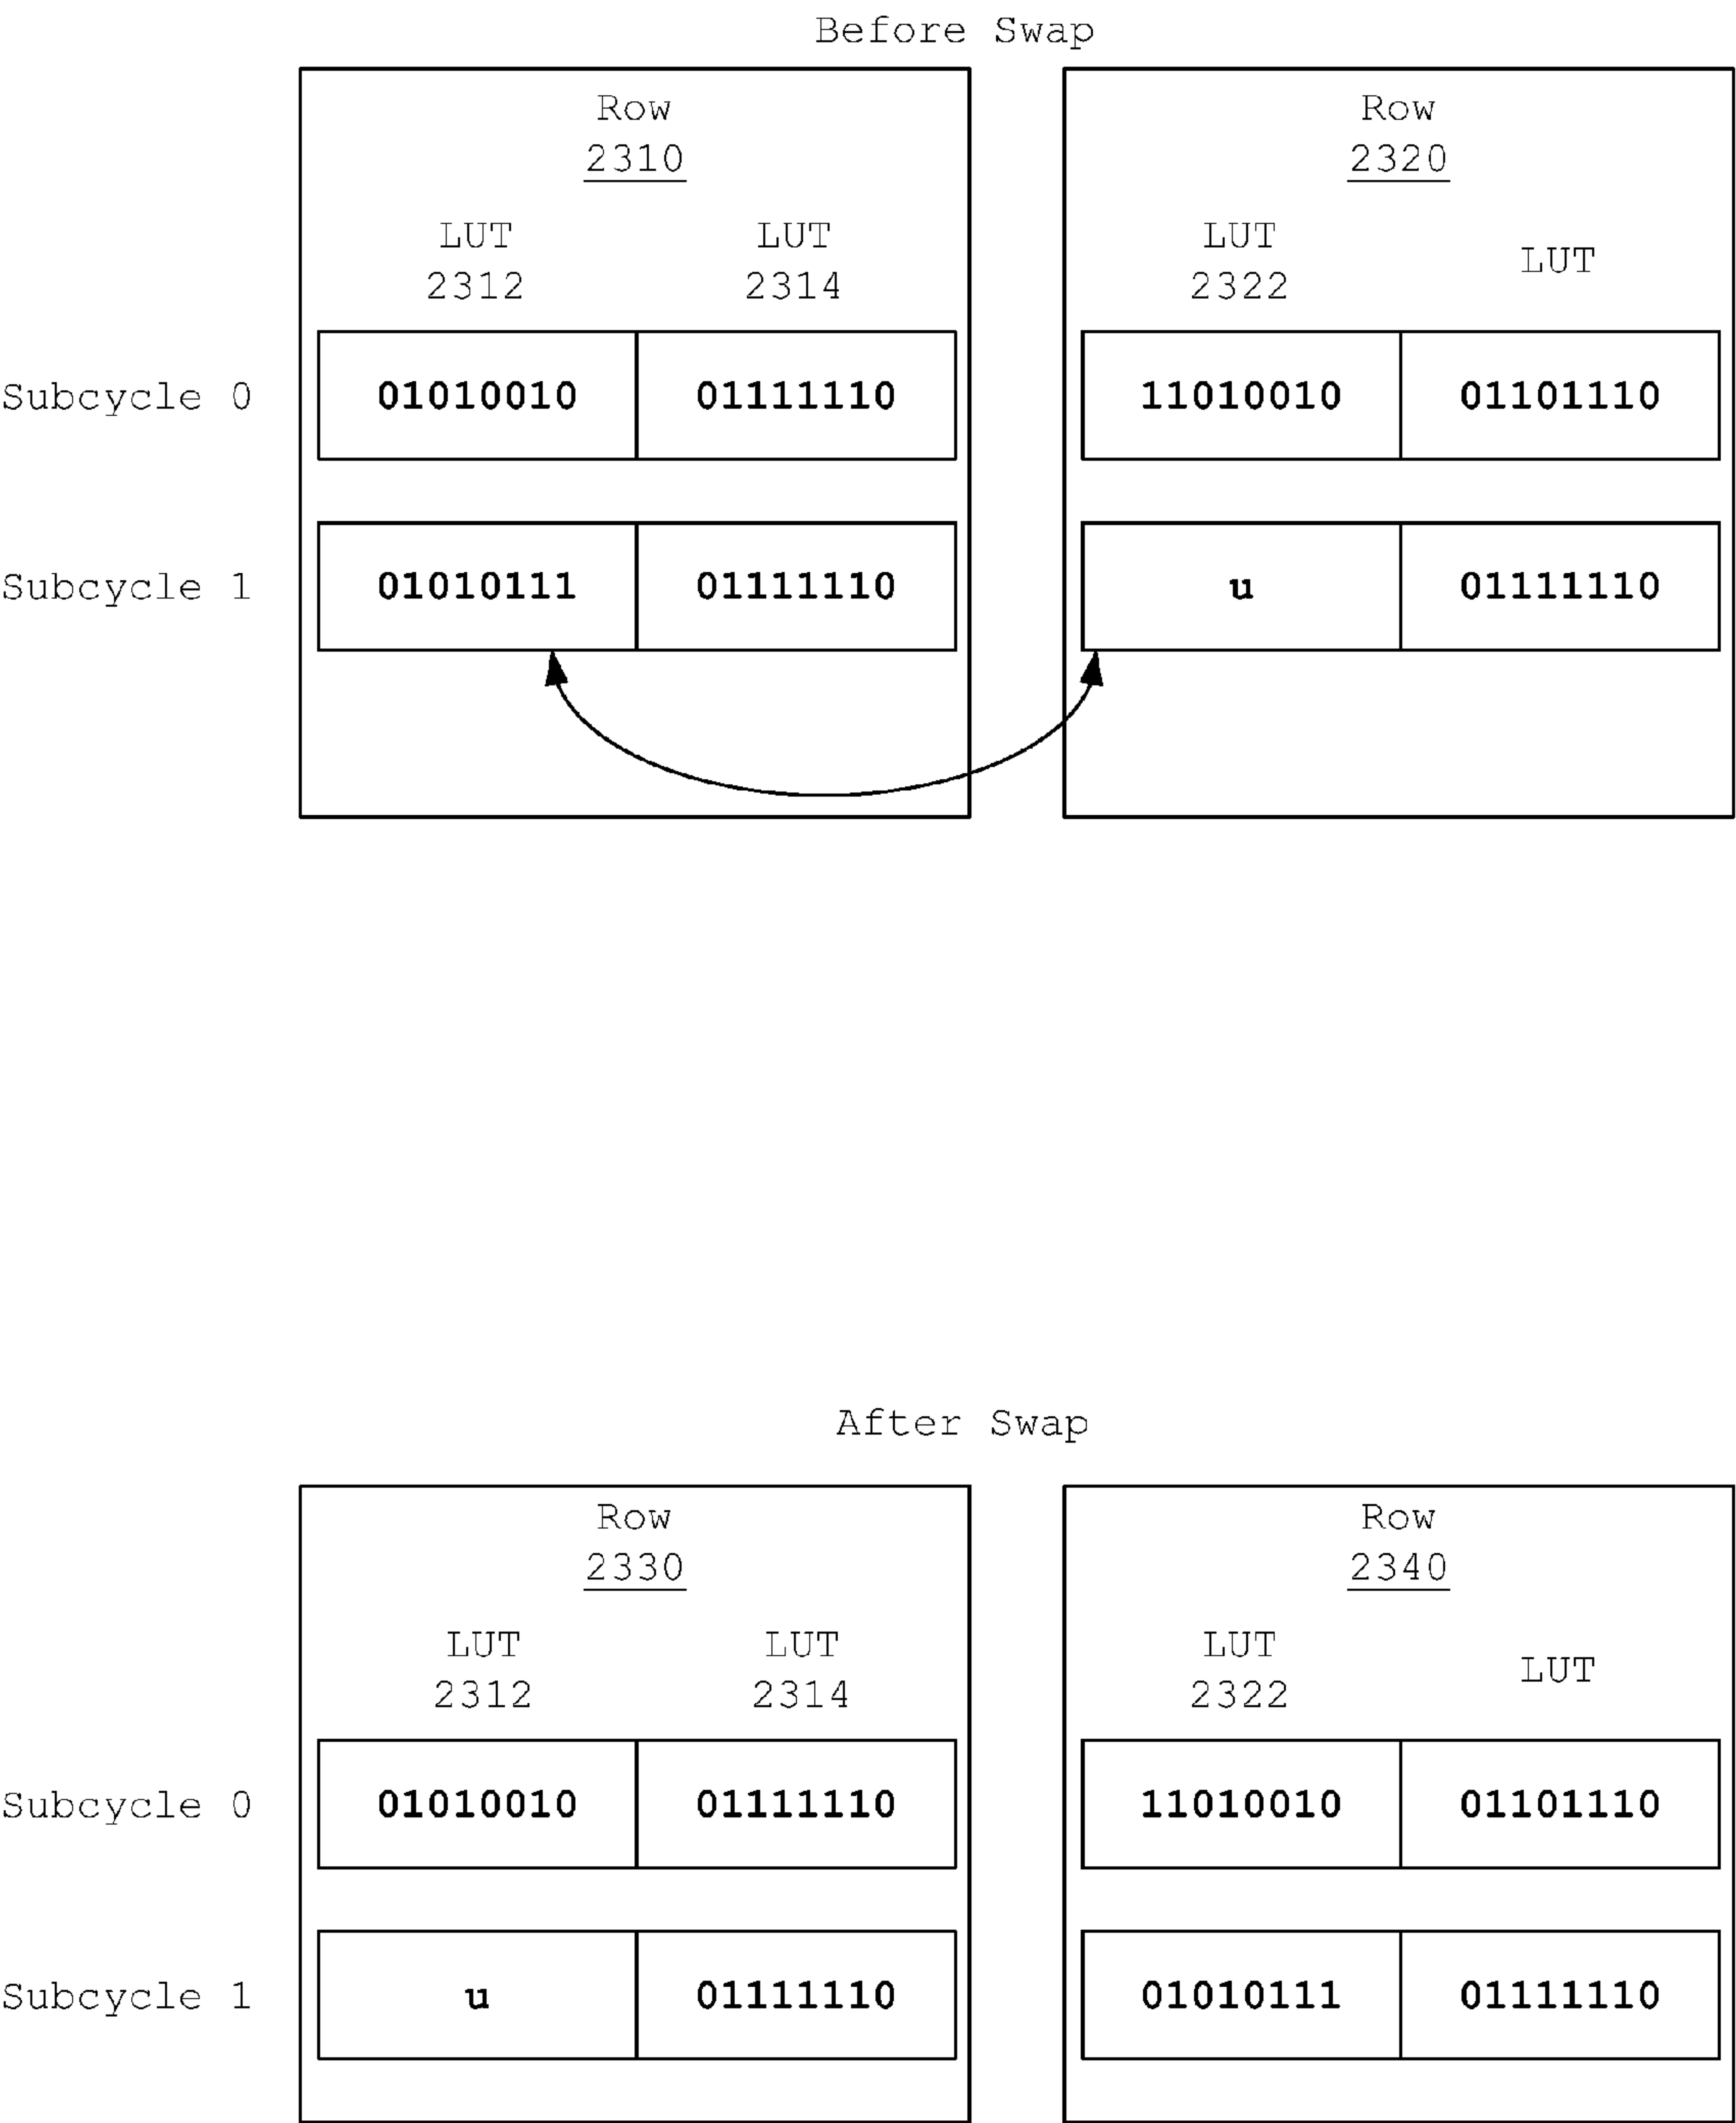 Before Swap
Row Row
2310 2320
LUT LUT LUT LUT
2312 2314 2322
Subcycle 0 01010010 01111110 11010010 01101110
Subcycle 1 01010111 01111110 u 01111110
After Swap
Row Row
2330 2340
LUT LUT LUT LUT
2312 2314 2322
Subcycle 0 01010010 01111110 11010010 01101110
Subcycle 1 u 01111110 01010111 01111110